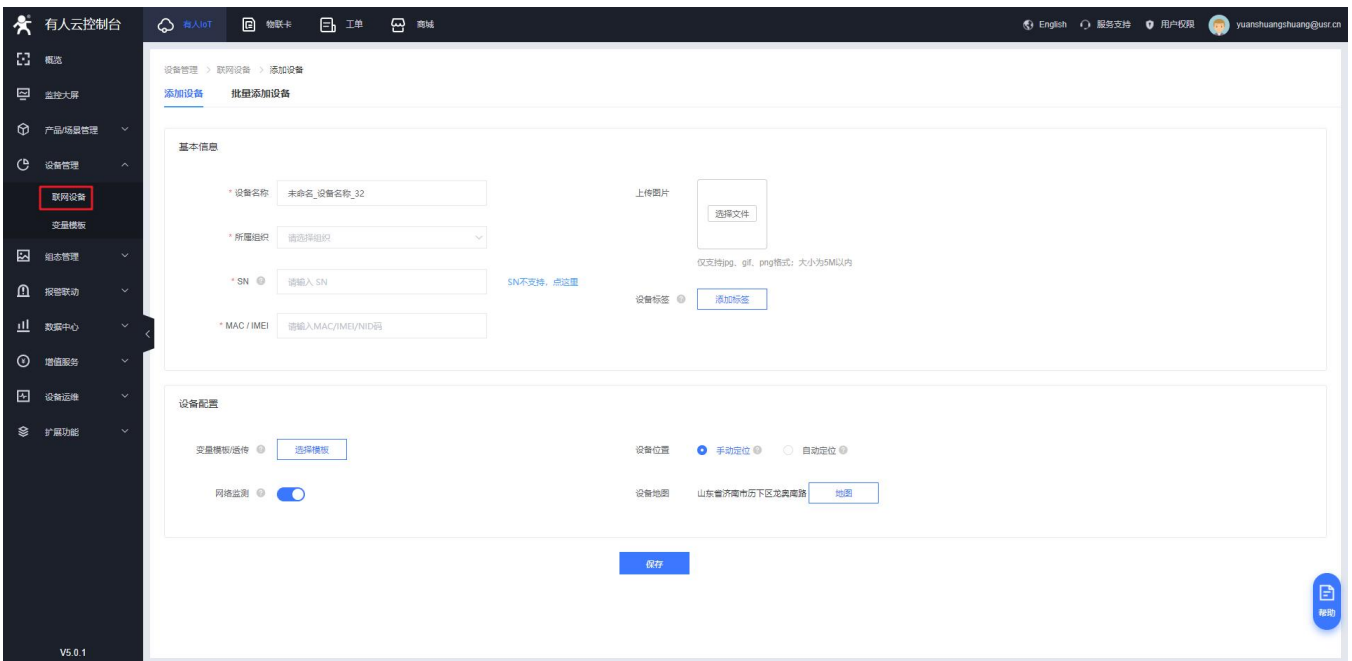 有人云控制台
有人IoT 物联卡 工单 商城 English 服务支持 用户权限 yuanshuangshuang@usr.cn
概览
监控大屏
产品/场景管理
设备管理
联网设备
变量模板
组态管理
报警联动
数据中心
增值服务
设备运维
扩展功能
V5.0.1
设备管理 > 联网设备 > 添加设备
添加设备 批量添加设备
基本信息
* 设备名称 未命名_设备名称_32
* 所属组织 请选择组织
* SN 请输入 SN SN不支持，点这里
* MAC / IMEI 请输入MAC/IMEI/NID码
上传图片 选择文件
仅支持jpg、gif、png格式；大小为5M以内
设备标签 添加标签
设备配置
变量模板/透传 选择模板
网络监测
设备位置 手动定位 自动定位
设备地图 山东省济南市历下区龙奥南路 地图
保存
帮助